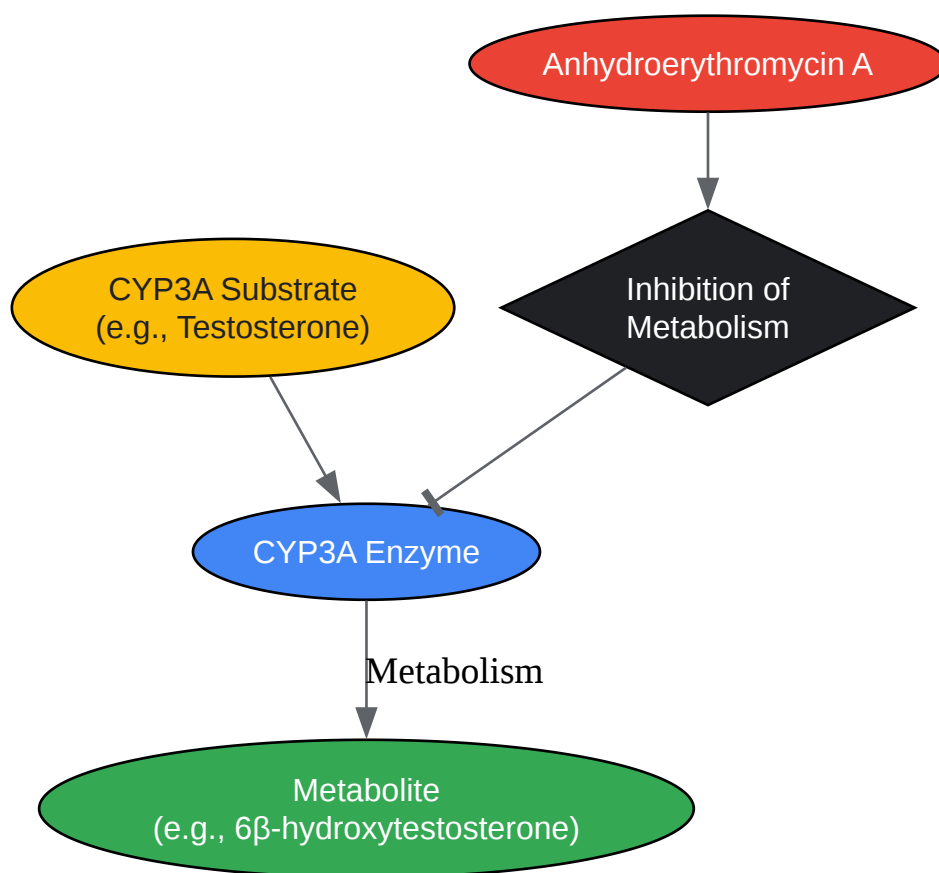 Anhydroerythromycin A
CYP3A Substrate
(e.g., Testosterone)
Inhibition of
Metabolism
CYP3A Enzyme
Metabolism
Metabolite
(e.g., 6β-hydroxytestosterone)